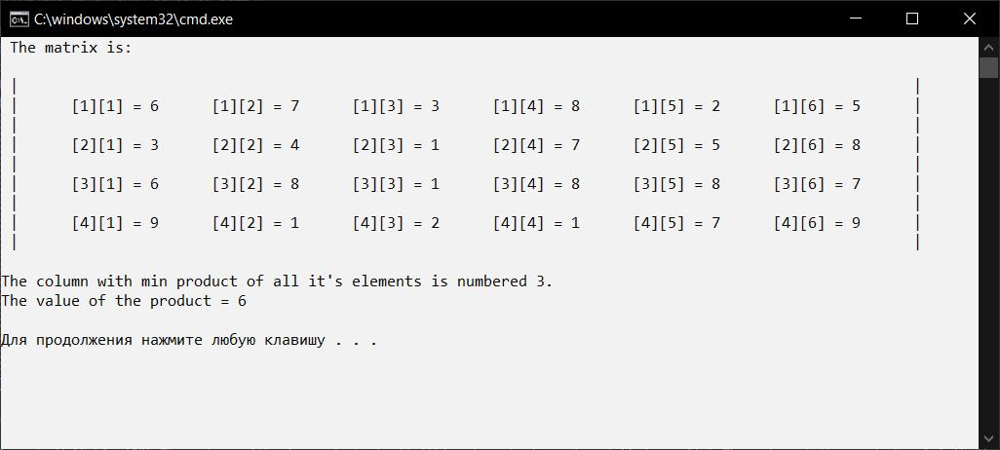 C:\windows\system32\cmd.exe
The matrix is:
|                                                                                                      |
|      [1][1] = 6      [1][2] = 7      [1][3] = 3      [1][4] = 8      [1][5] = 2      [1][6] = 5      |
|                                                                                                      |
|      [2][1] = 3      [2][2] = 4      [2][3] = 1      [2][4] = 7      [2][5] = 5      [2][6] = 8      |
|                                                                                                      |
|      [3][1] = 6      [3][2] = 8      [3][3] = 1      [3][4] = 8      [3][5] = 8      [3][6] = 7      |
|                                                                                                      |
|      [4][1] = 9      [4][2] = 1      [4][3] = 2      [4][4] = 1      [4][5] = 7      [4][6] = 9      |
|                                                                                                      |
The column with min product of all it's elements is numbered 3.
The value of the product = 6
Для продолжения нажмите любую клавишу . . .